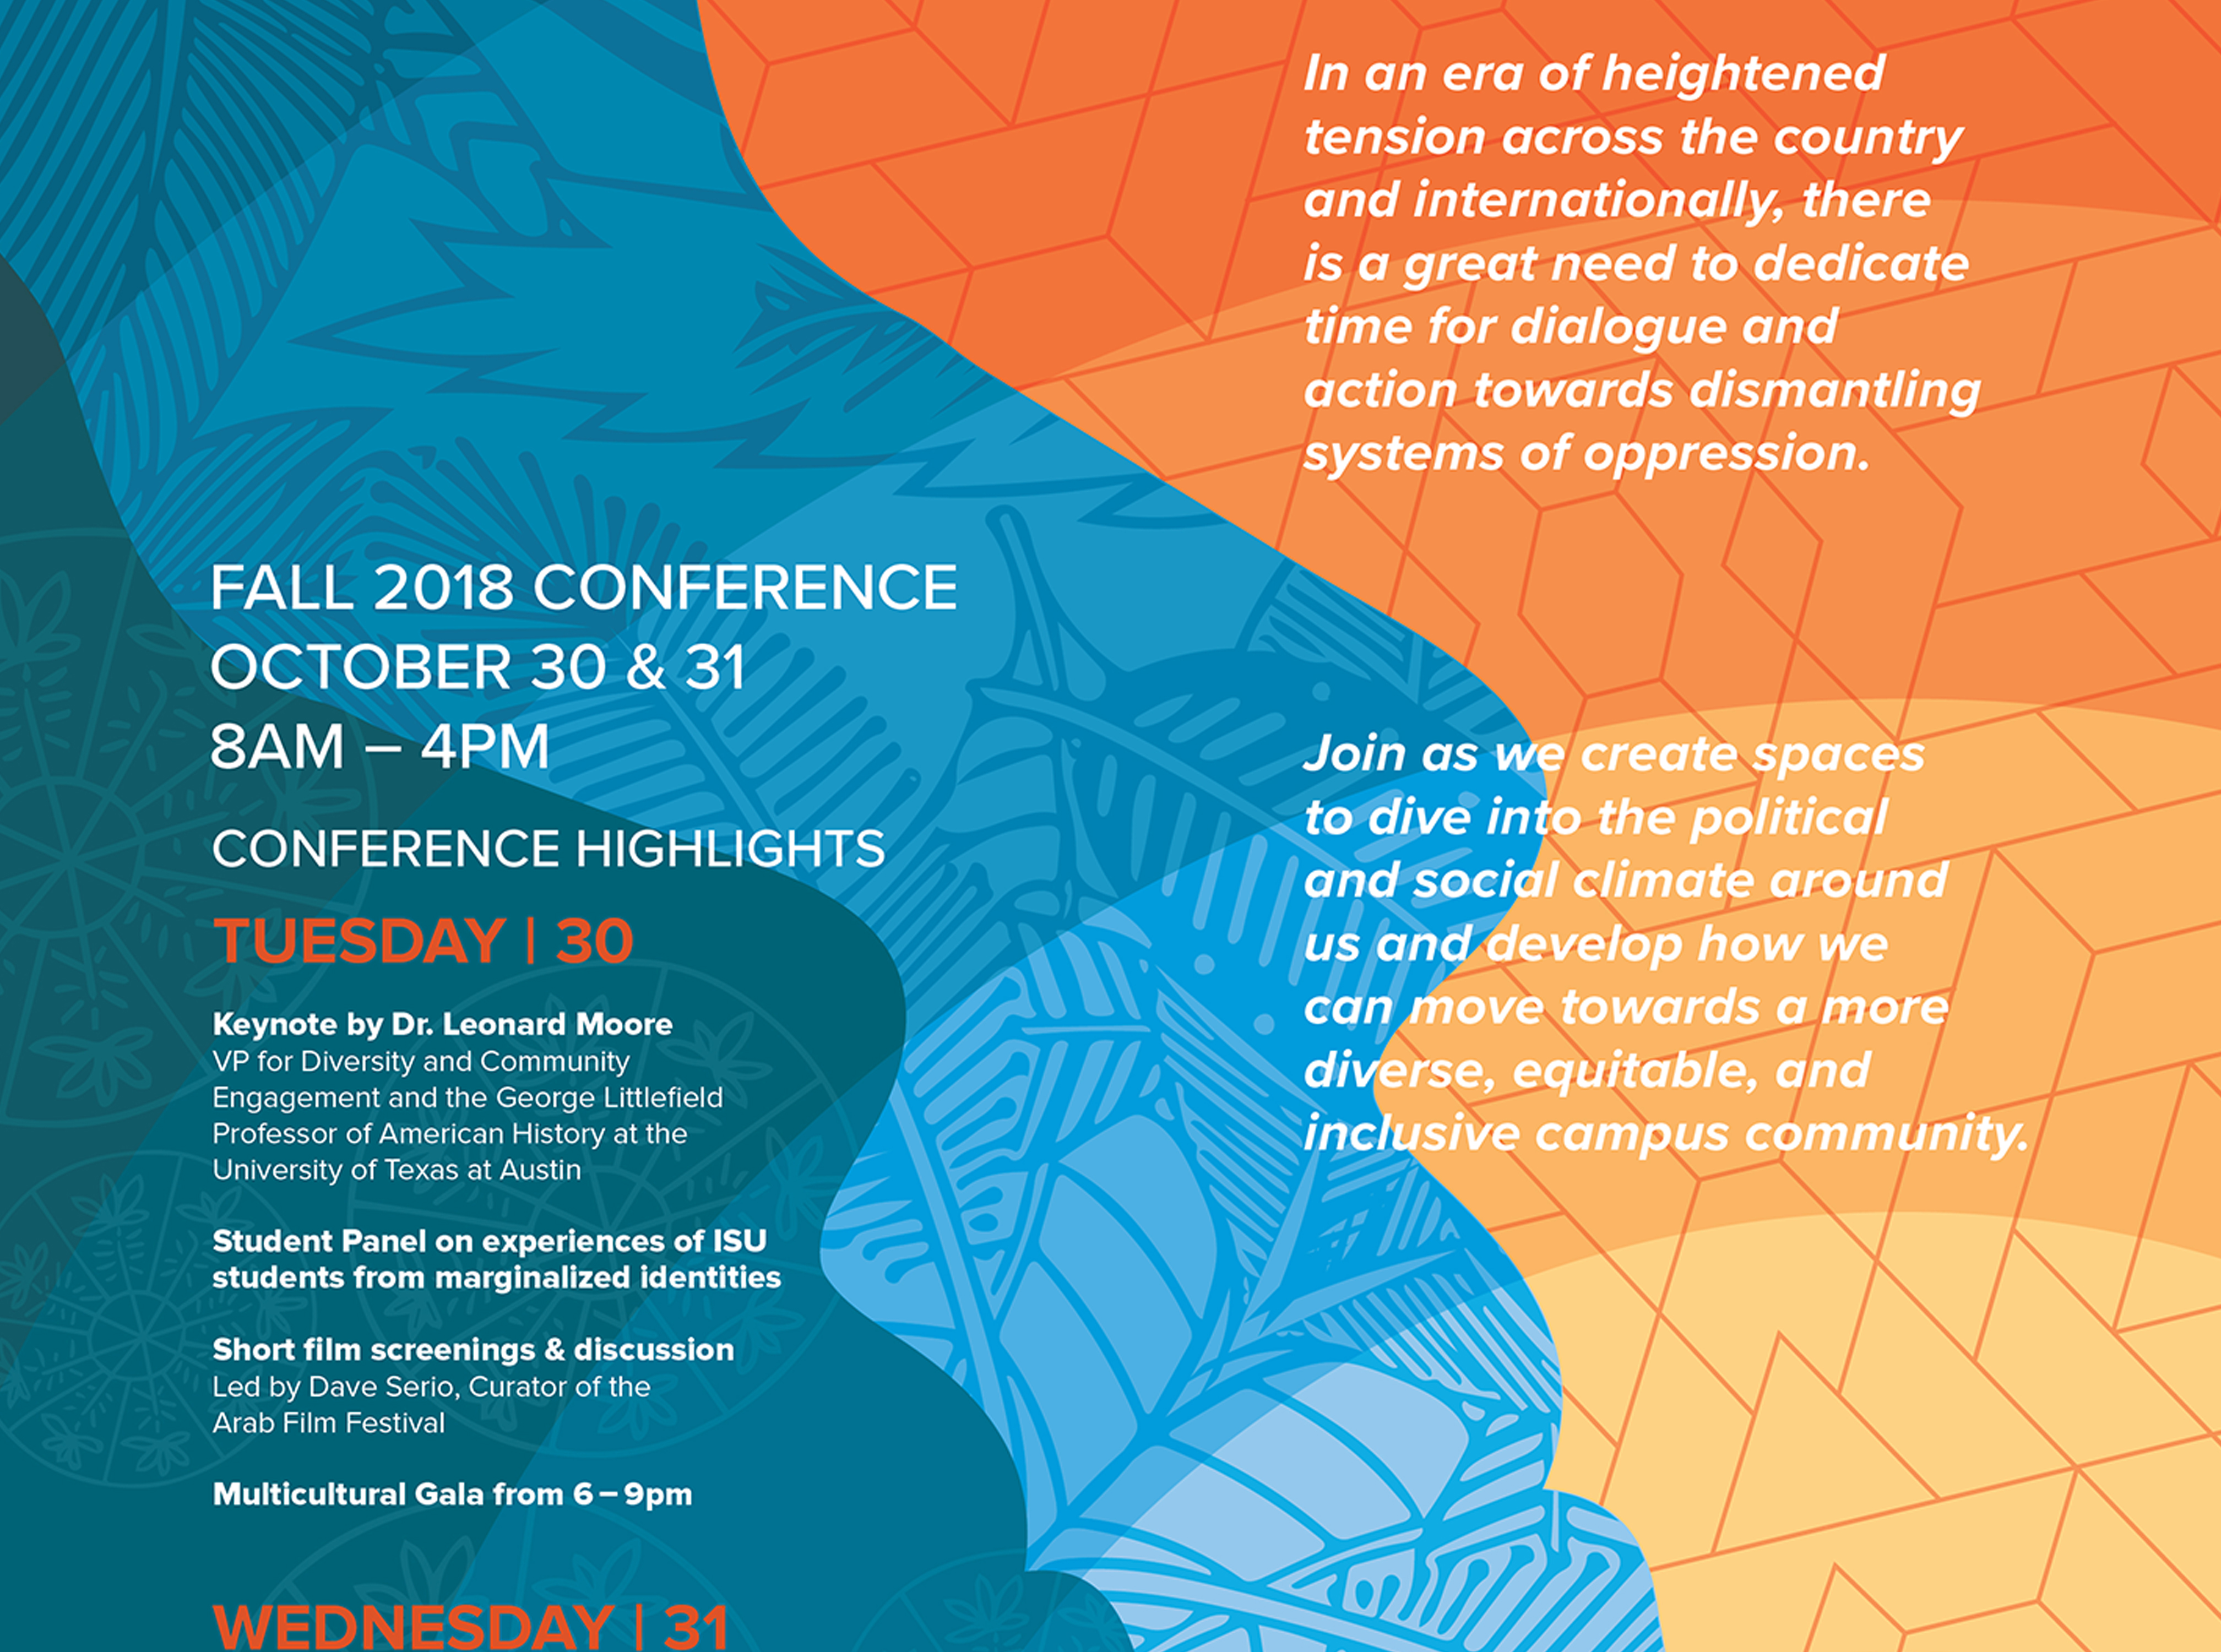 FALL 2018 CONFERENCE
OCTOBER 30 & 31
8AM – 4PM
CONFERENCE HIGHLIGHTS
TUESDAY | 30
Keynote by Dr. Leonard Moore
VP for Diversity and Community
Engagement and the George Littlefield
Professor of American History at the
University of Texas at Austin
Student Panel on experiences of ISU
students from marginalized identities
Short film screenings & discussion
Led by Dave Serio, Curator of the
Arab Film Festival
Multicultural Gala from 6 – 9pm
WEDNESDAY | 31
In an era of heightened
tension across the country
and internationally, there
is a great need to dedicate
time for dialogue and
action towards dismantling
systems of oppression.
Join as we create spaces
to dive into the political
and social climate around
us and develop how we
can move towards a more
diverse, equitable, and
inclusive campus community.